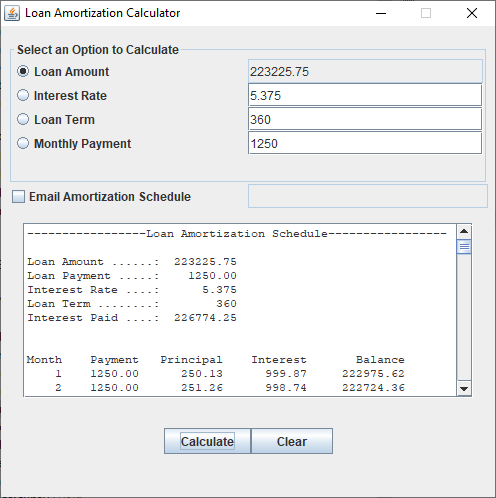 Loan Amortization Calculator
Select an Option to Calculate
Loan Amount 223225.75
Interest Rate 5.375
Loan Term 360
Monthly Payment 1250
Email Amortization Schedule
-----------------Loan Amortization Schedule-----------------
Loan Amount ......: 223225.75
Loan Payment .....: 1250.00
Interest Rate ....: 5.375
Loan Term ........: 360
Interest Paid ....: 226774.25
Month Payment Principal Interest Balance
1 1250.00 250.13 999.87 222975.62
2 1250.00 251.26 998.74 222724.36
Calculate Clear